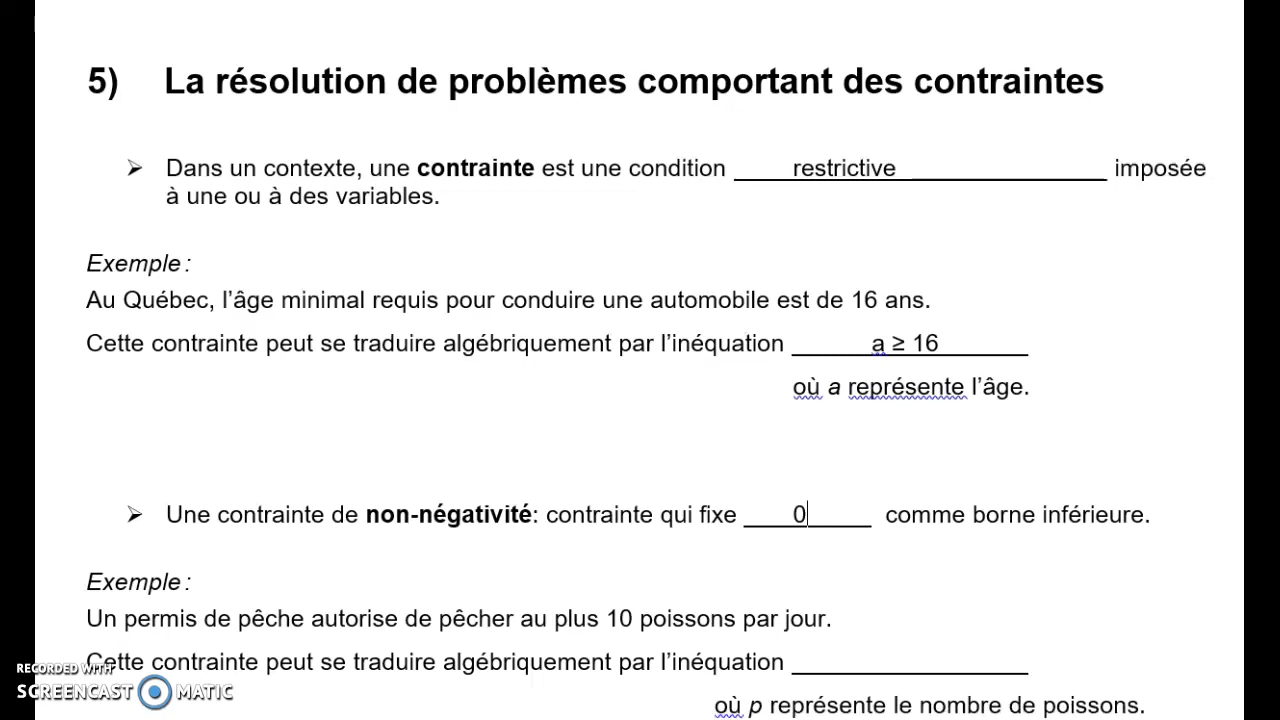 5) La résolution de problèmes comportant des contraintes
Dans un contexte, une contrainte est une condition restrictive imposée
à une ou à des variables.
Exemple :
Au Québec, l’âge minimal requis pour conduire une automobile est de 16 ans.
Cette contrainte peut se traduire algébriquement par l’inéquation a ≥ 16
où a représente l’âge.
Une contrainte de non-négativité: contrainte qui fixe 0 comme borne inférieure.
Exemple :
Un permis de pêche autorise de pêcher au plus 10 poissons par jour.
Cette contrainte peut se traduire algébriquement par l’inéquation
où p représente le nombre de poissons.
RECORDED WITH
SCREENCAST MATIC